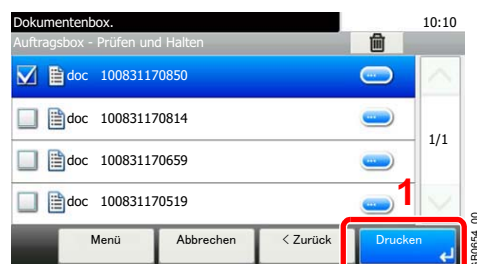 Dokumentenbox. 10:10
Auftragsbox - Prüfen und Halten
doc 100831170850
doc 100831170814
1/1
doc 100831170659
doc 100831170519
1
Menü Abbrechen < Zurück Drucken